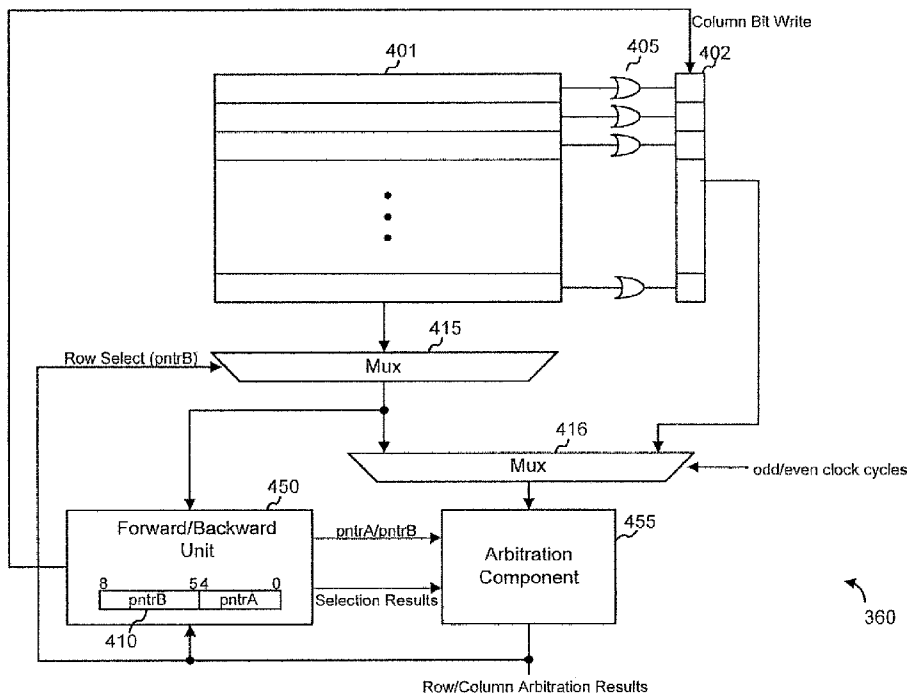 Column Bit Write
401
405
402
415
Row Select (pntrB)
Mux
416
Mux
odd/even clock cycles
450
Forward/Backward
Unit
8 54 0
pntrB pntrA
410
pntrA/pntrB
Selection Results
455
Arbitration
Component
360
Row/Column Arbitration Results